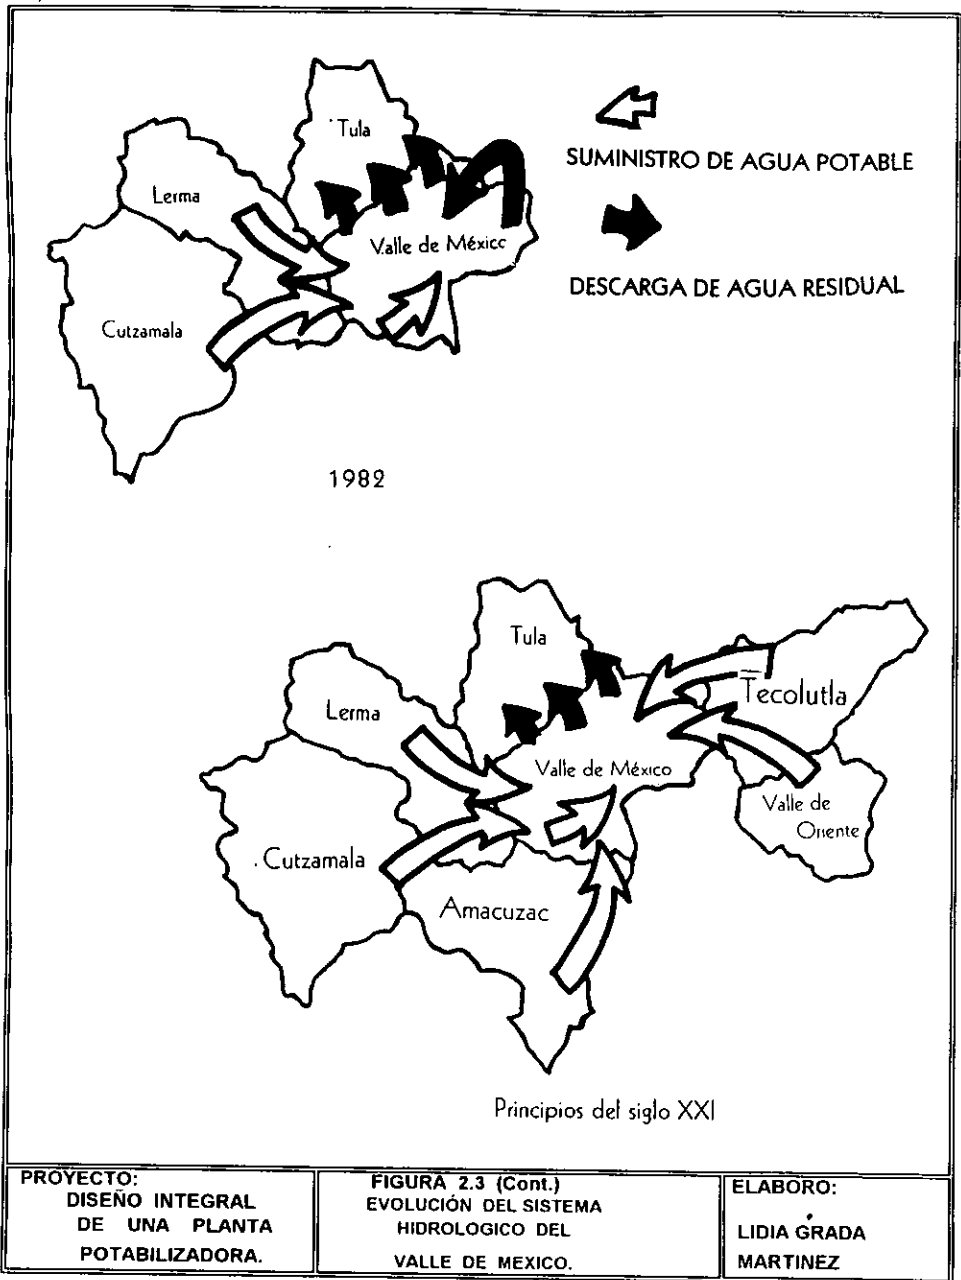 Tula
SUMINISTRO DE AGUA POTABLE
Lerma
Valle de México
DESCARGA DE AGUA RESIDUAL
Cutzamala
1982
Tula
Tecolutla
Lerma
Valle de México
Valle de
Oriente
Cutzamala
Amacuzac
Principios del siglo XXI
PROYECTO:
DISEÑO INTEGRAL
DE UNA PLANTA
POTABILIZADORA.
FIGURA 2.3 (Cont.)
EVOLUCIÓN DEL SISTEMA
HIDROLOGICO DEL
VALLE DE MEXICO.
ELABORO:
LIDIA GRADA
MARTINEZ